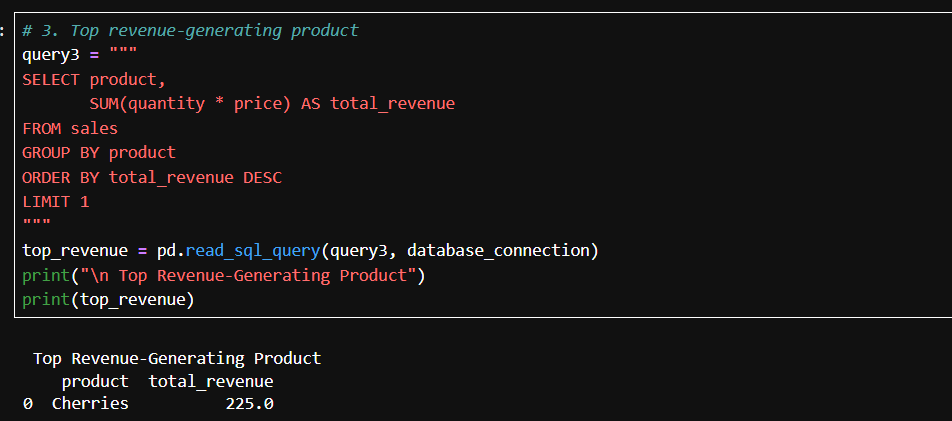 :
# 3. Top revenue-generating product
query3 = """
SELECT product,
       SUM(quantity * price) AS total_revenue
FROM sales
GROUP BY product
ORDER BY total_revenue DESC
LIMIT 1
"""
top_revenue = pd.read_sql_query(query3, database_connection)
print("\n Top Revenue-Generating Product")
print(top_revenue)
 Top Revenue-Generating Product
    product  total_revenue
0  Cherries          225.0